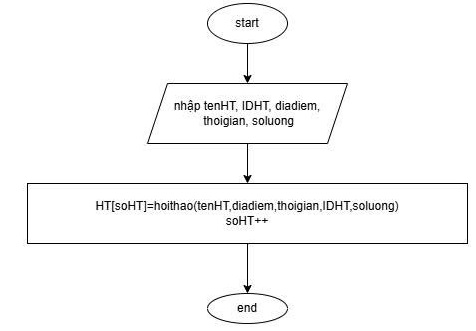 start
nhập tenHT, IDHT, diadiem,
thoigian, soluong
HT[soHT]=hoithao(tenHT,diadiem,thoigian,IDHT,soluong)
soHT++
end